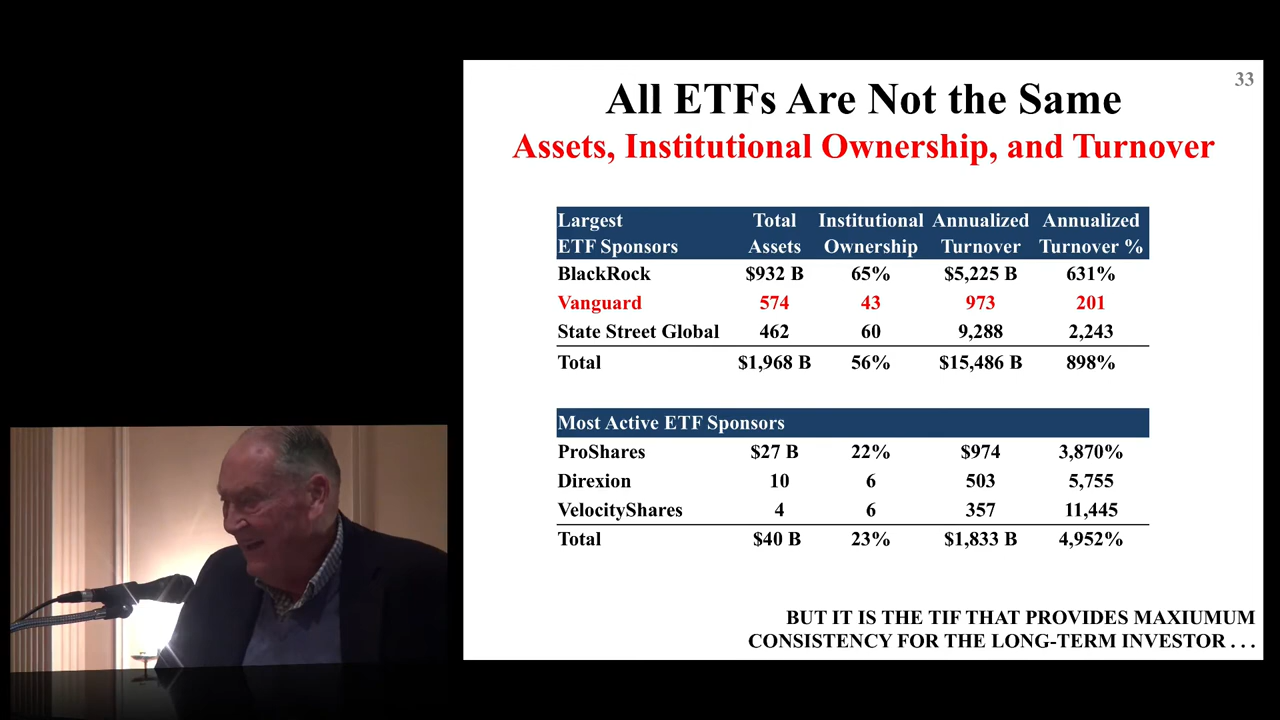 33
All ETFs Are Not the Same
Assets, Institutional Ownership, and Turnover
Largest Total Institutional Annualized Annualized
ETF Sponsors Assets Ownership Turnover Turnover %
BlackRock $932 B 65% $5,225 B 631%
Vanguard 574 43 973 201
State Street Global 462 60 9,288 2,243
Total $1,968 B 56% $15,486 B 898%
Most Active ETF Sponsors
ProShares $27 B 22% $974 3,870%
Direxion 10 6 503 5,755
VelocityShares 4 6 357 11,445
Total $40 B 23% $1,833 B 4,952%
BUT IT IS THE TIF THAT PROVIDES MAXIUMUM
CONSISTENCY FOR THE LONG-TERM INVESTOR . . .